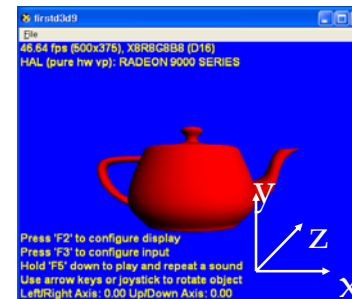 firstd3d9
File
46.64 fps (500x375), X8R8G8B8 (D16)
HAL (pure hw vp): RADEON 9000 SERIES
y
z
x
Press 'F2' to configure display
Press 'F3' to configure input
Hold 'F5' down to play and repeat a sound
Use arrow keys or joystick to rotate object
Left/Right Axis: 0.00 Up/Down Axis: 0.00